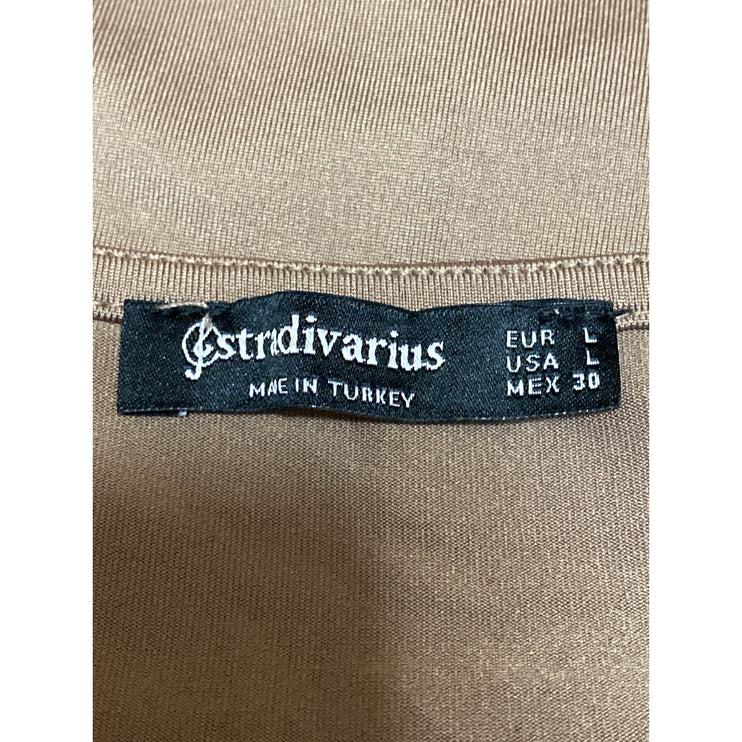 stradivarius
MADE IN TURKEY
EUR L
USA L
MEX 30